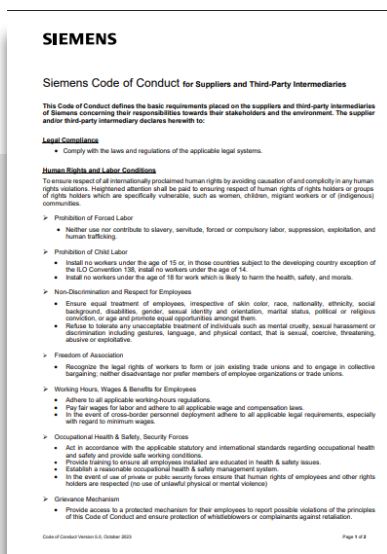 SIEMENS
Siemens Code of Conduct for Suppliers and Third-Party Intermediaries
This Code of Conduct defines the basic requirements placed on the suppliers and third-party intermediaries
of Siemens concerning their responsibilities towards their stakeholders and the environment. The supplier
and/or third-party intermediary declares herewith to:
Legal Compliance
• Comply with the laws and regulations of the applicable legal systems.
Human Rights and Labor Conditions
To ensure respect of all internationally proclaimed human rights by avoiding causation of and complicity in any human
rights violations. Heightened attention shall be paid to ensuring respect of human rights of rights holders or groups
of rights holders which are specifically vulnerable, such as women, children, migrant workers or of (indigenous)
communities.
➢ Prohibition of Forced Labor
• Neither use nor contribute to slavery, servitude, forced or compulsory labor, suppression, exploitation, and
human trafficking.
➢ Prohibition of Child Labor
• Install no workers under the age of 15 or, in those countries subject to the developing country exception of
the ILO Convention 138, install no workers under the age of 14.
• Install no workers under the age of 18 for work which is likely to harm the health, safety, and morals.
➢ Non-Discrimination and Respect for Employees
• Ensure equal treatment of employees, irrespective of skin color, race, nationality, ethnicity, social
background, disabilities, gender, sexual identity and orientation, marital status, political or religious
conviction, or age and promote equal opportunities amongst them.
• Refuse to tolerate any unacceptable treatment of individuals such as mental cruelty, sexual harassment or
discrimination including gestures, language, and physical contact, that is sexual, coercive, threatening,
abusive or exploitative.
➢ Freedom of Association
• Recognize the legal rights of workers to form or join existing trade unions and to engage in collective
bargaining; neither disadvantage nor prefer members of employee organizations or trade unions.
➢ Working Hours, Wages & Benefits for Employees
• Adhere to all applicable working-hours regulations.
• Pay fair wages for labor and adhere to all applicable wage and compensation laws.
• In the event of cross-border personnel deployment adhere to all applicable legal requirements, especially
with regard to minimum wages.
➢ Occupational Health & Safety, Security Forces
• Act in accordance with the applicable statutory and international standards regarding occupational health
and safety and provide safe working conditions.
• Provide training to ensure all employees installed are educated in health & safety issues.
• Establish a reasonable occupational health & safety management system.
• In the event of use of private or public security forces ensure that human rights of employees and other rights
holders are respected (no use of unlawful physical or mental violence)
➢ Grievance Mechanism
• Provide access to a protected mechanism for their employees to report possible violations of the principles
of this Code of Conduct and ensure protection of whistleblowers or complainants against retaliation.
Code of Conduct Version 5.0, October 2023 Page 1 of 2